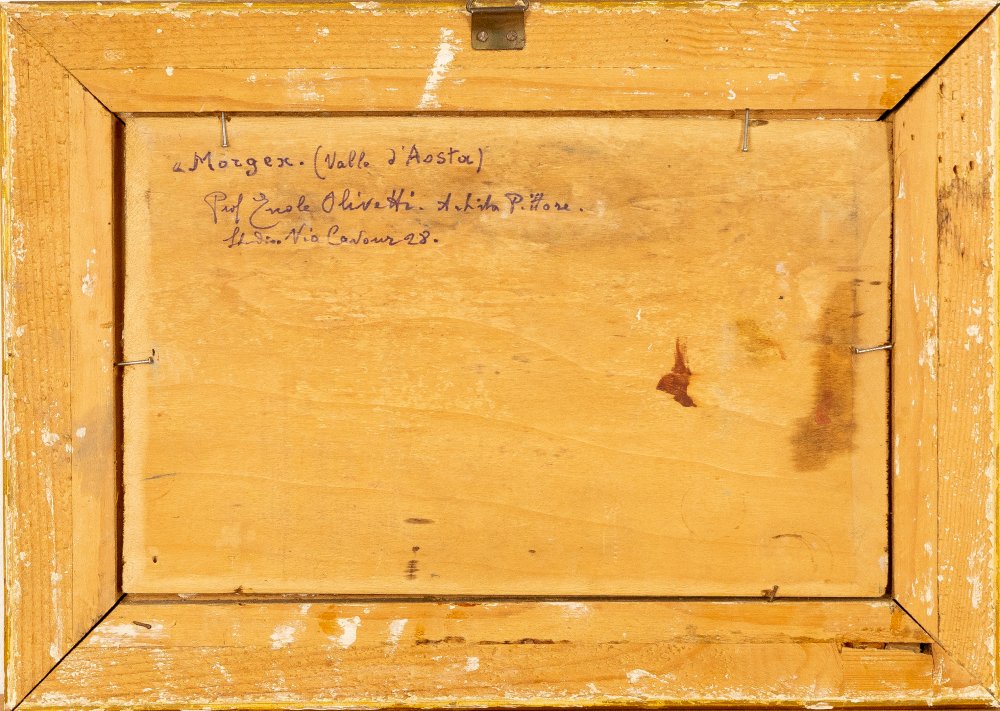 a Morgex. (Valle d'Aosta)
Prof Ercole Olivetti. Artista Pittore.
Studio. Via Cavour 28.